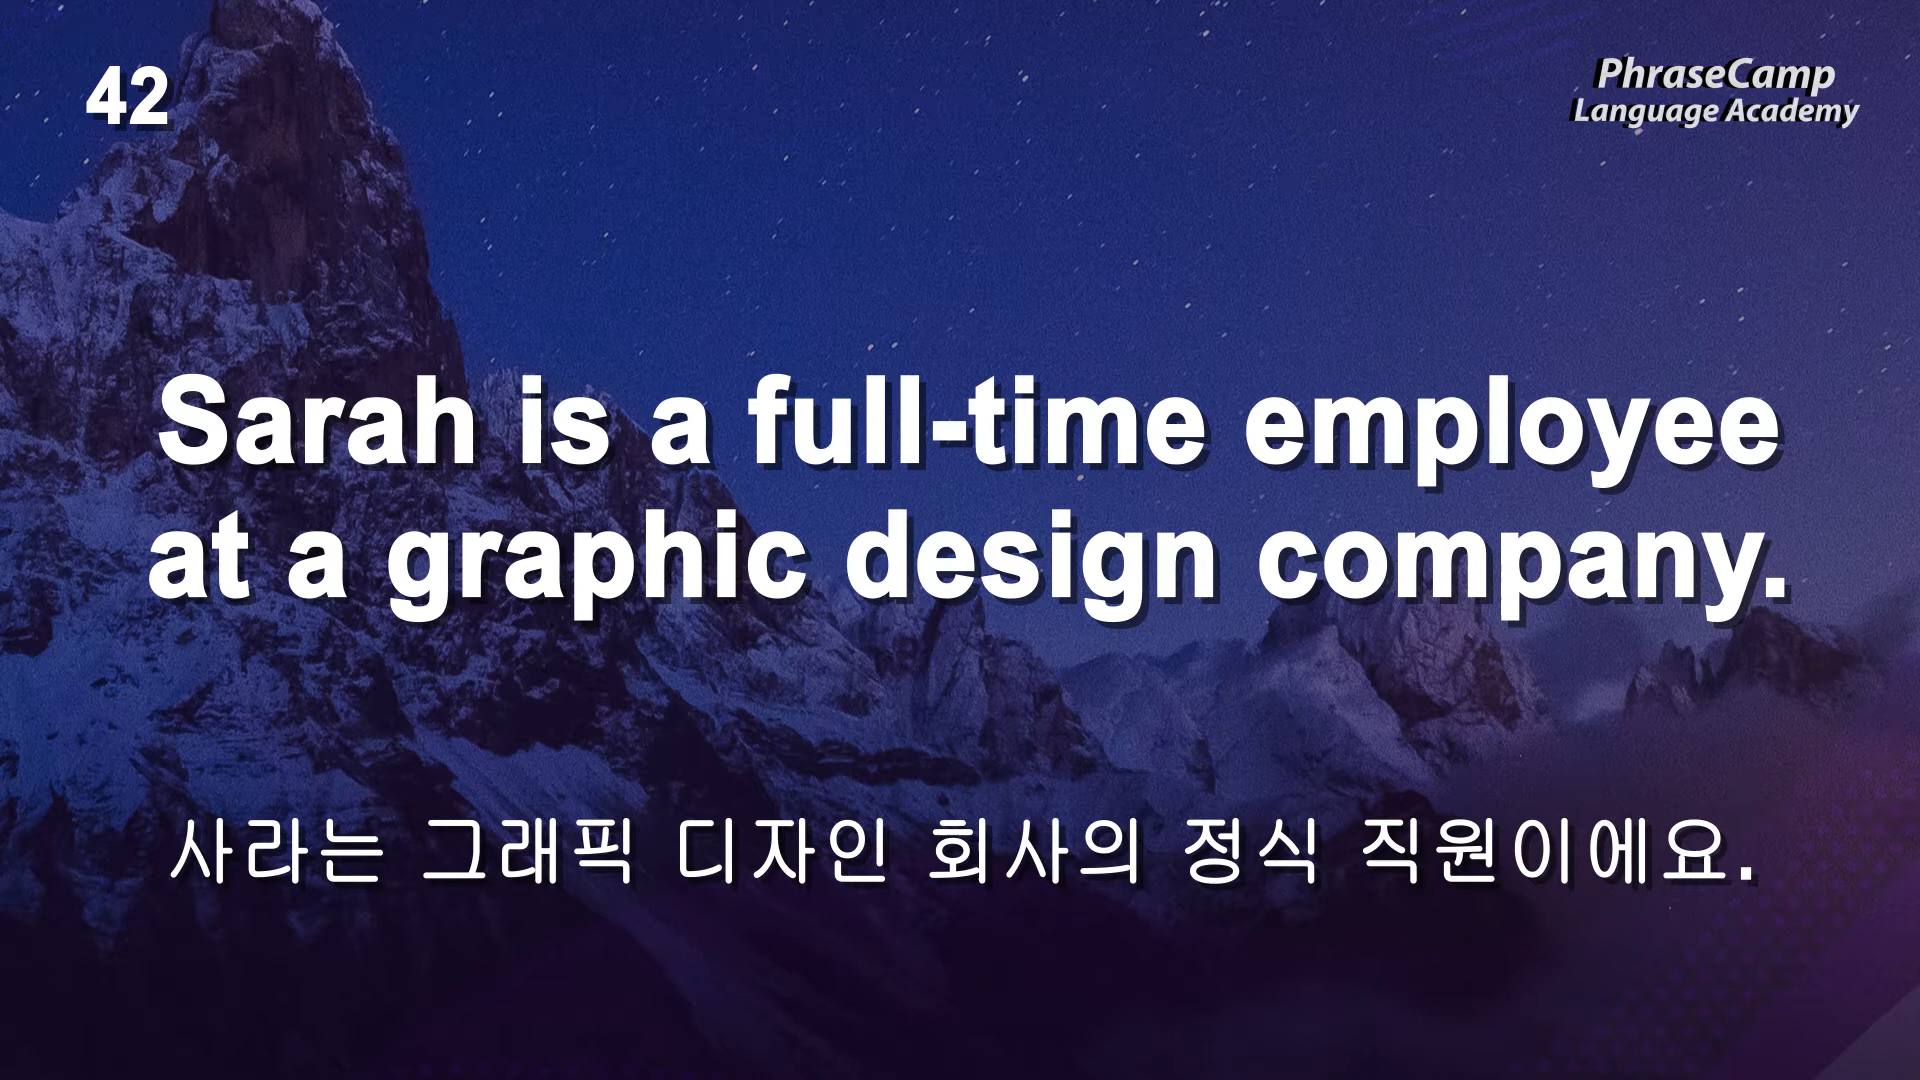 42
PhraseCamp
Language Academy
Sarah is a full-time employee
at a graphic design company.
사라는 그래픽 디자인 회사의 정식 직원이에요.